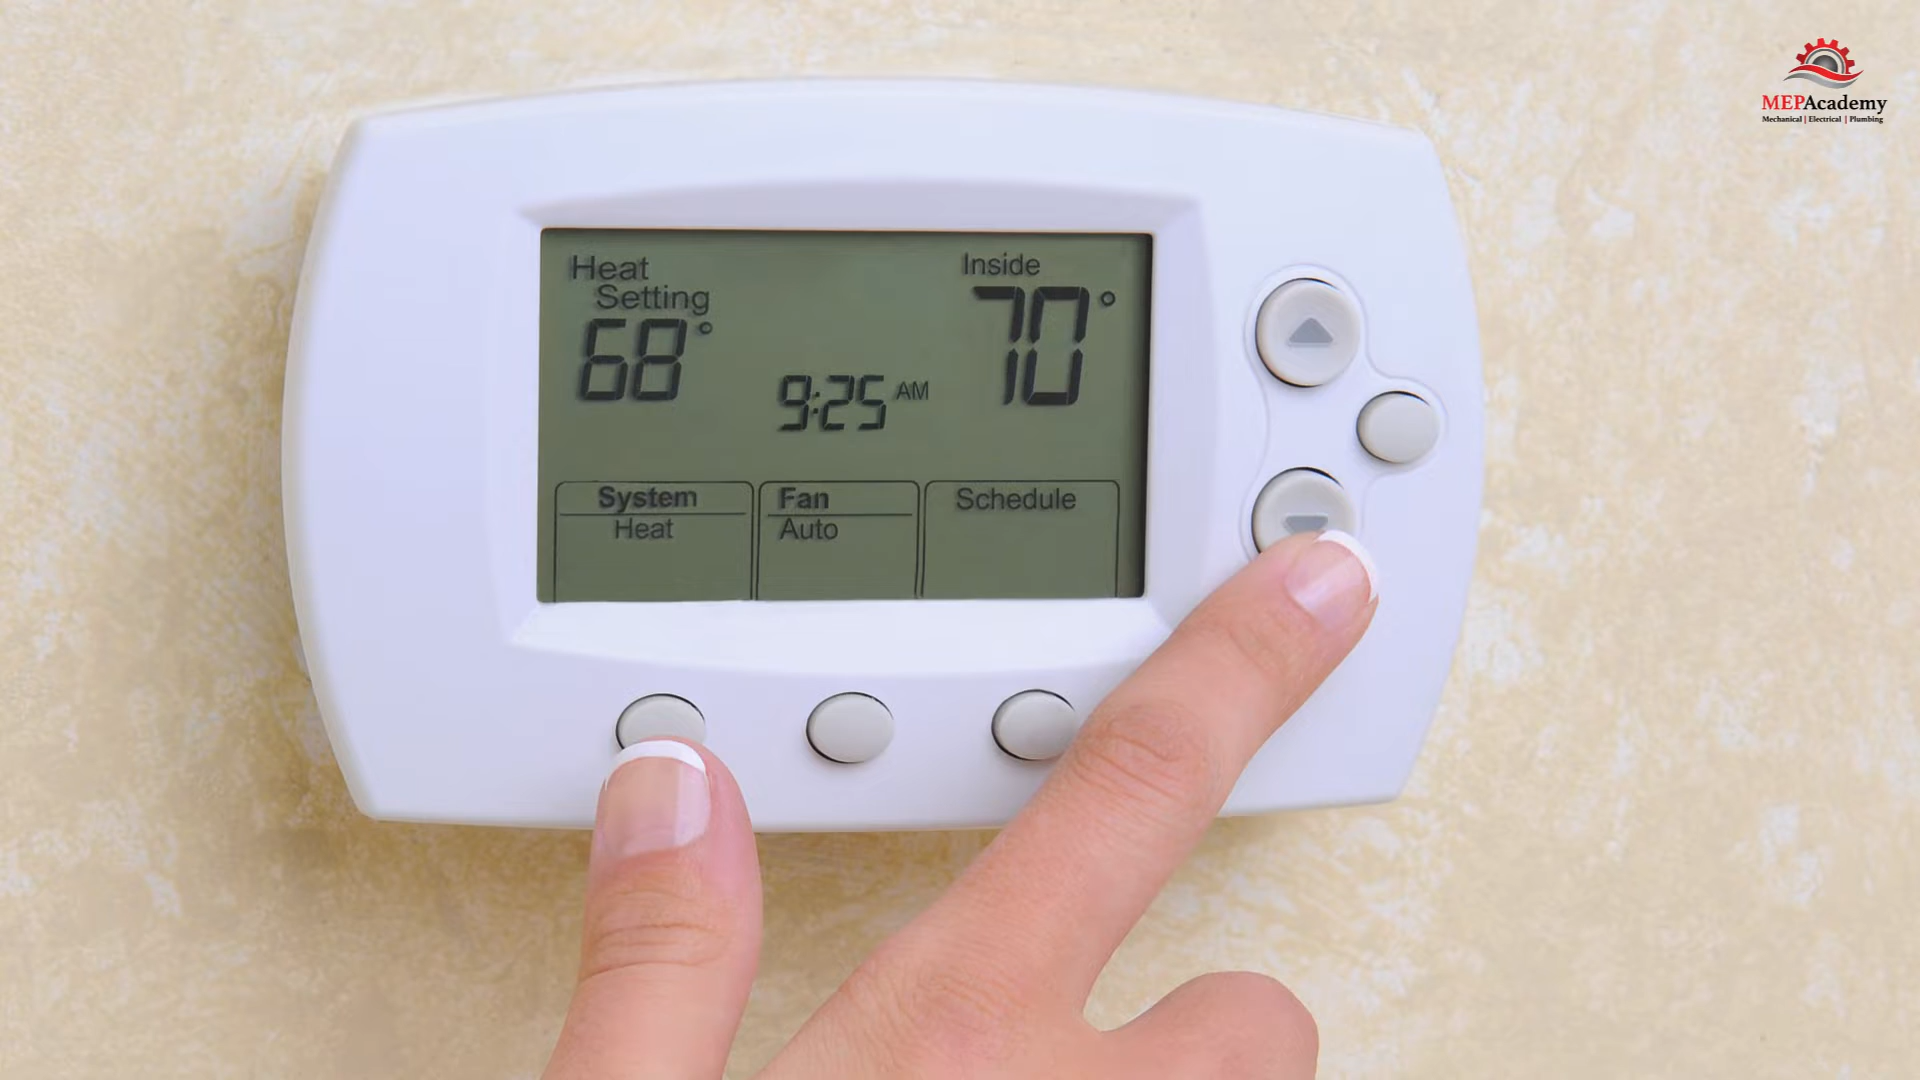 Heat
Setting
68°
Inside
70°
9:25 AM
System
Heat
Fan
Auto
Schedule
MEPAcademy
Mechanical | Electrical | Plumbing